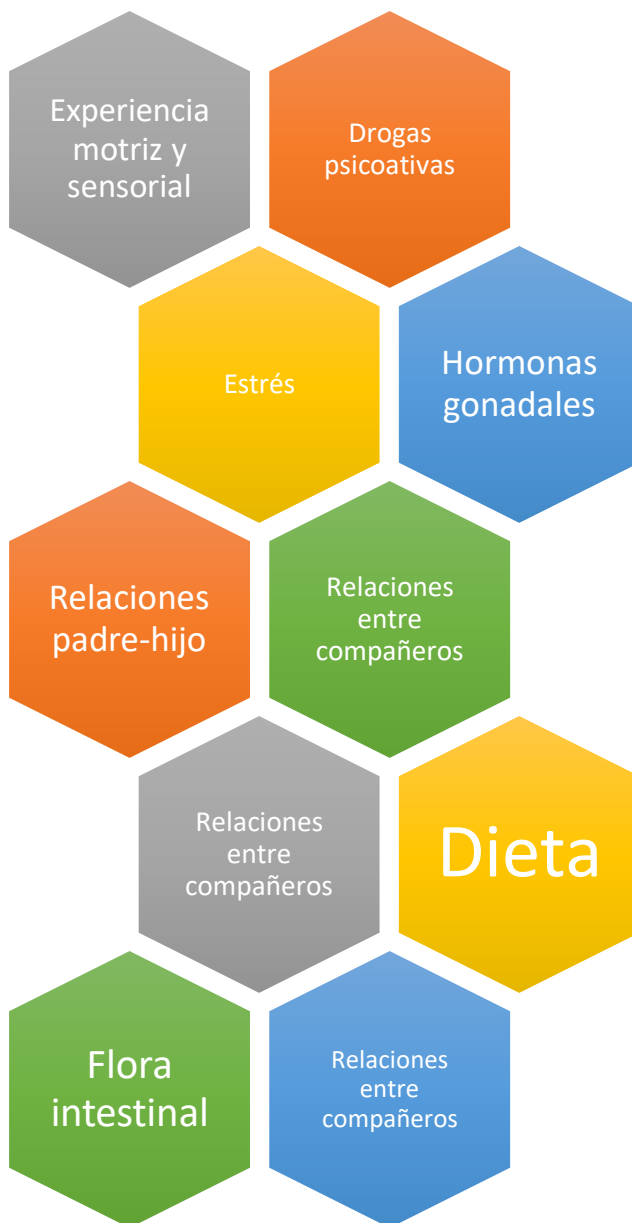 Experiencia
motriz y
sensorial
Drogas
psicoativas
Estrés
Hormonas
gonadales
Relaciones
padre-hijo
Relaciones
entre
compañeros
Relaciones
entre
compañeros
Dieta
Flora
intestinal
Relaciones
entre
compañeros